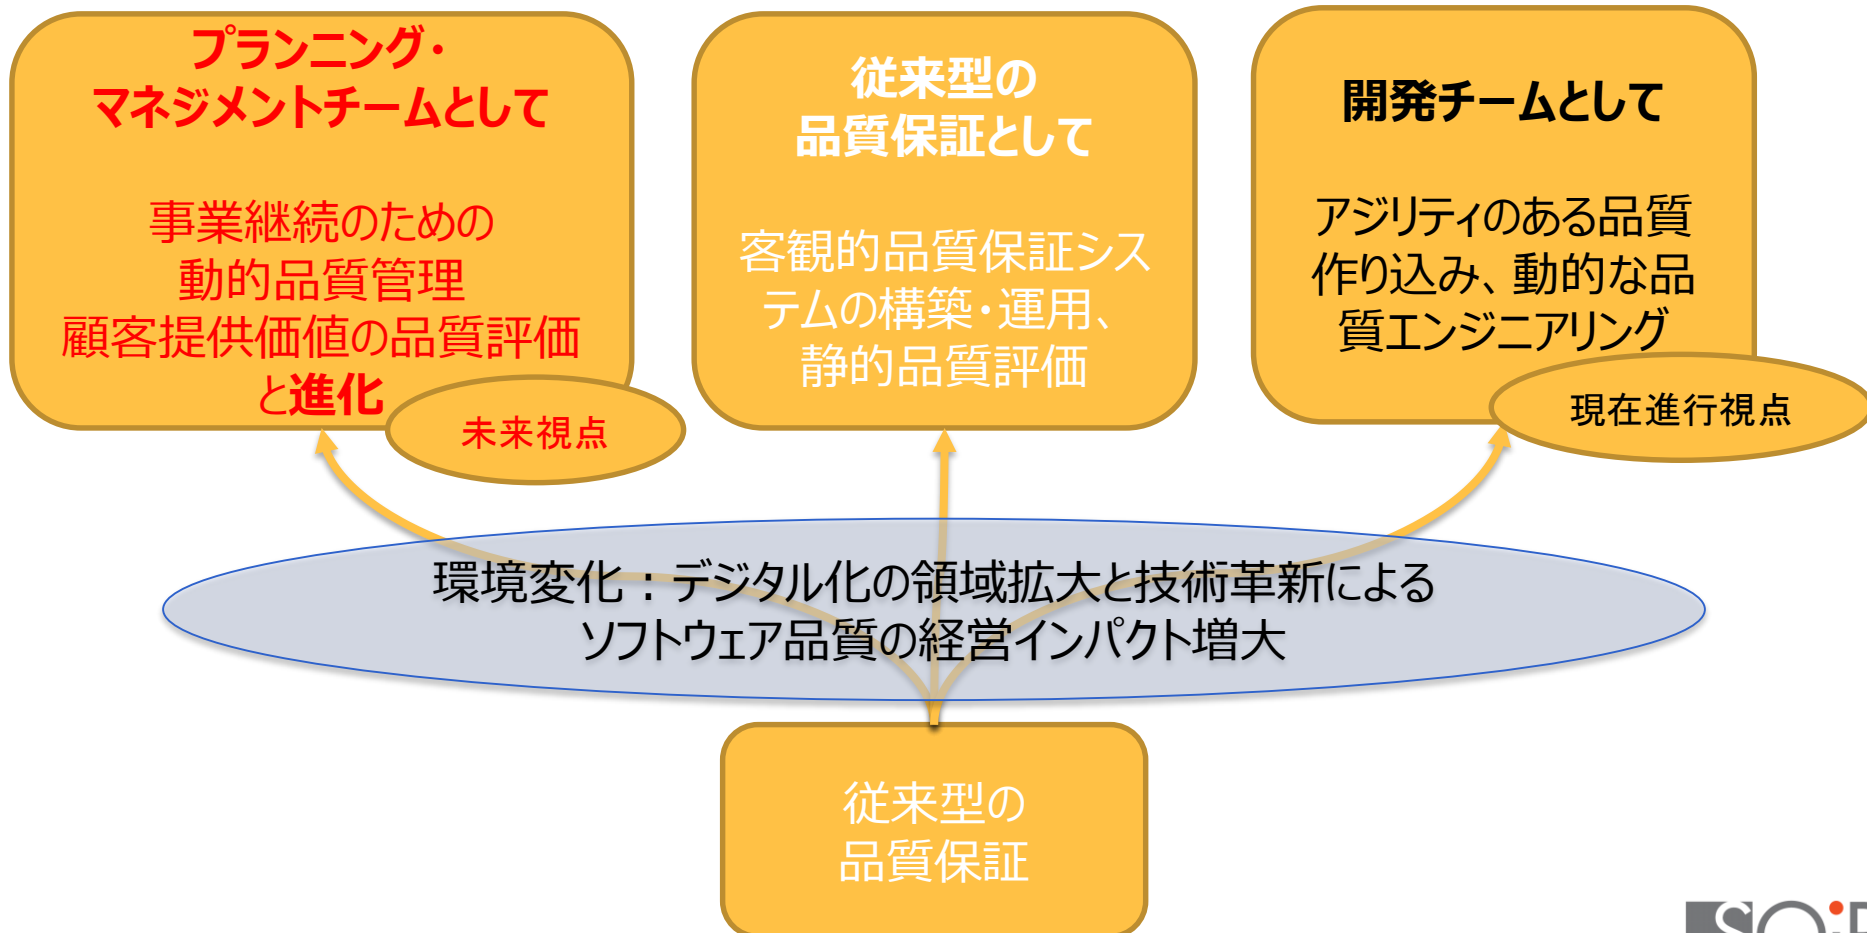 プランニング・
マネジメントチームとして
事業継続のための
動的品質管理
顧客提供価値の品質評価
と進化
未来視点
従来型の
品質保証として
客観的品質保証シス
テムの構築・運用、
静的品質評価
開発チームとして
アジリティのある品質
作り込み、動的な品
質エンジニアリング
現在進行視点
環境変化：デジタル化の領域拡大と技術革新による
ソフトウェア品質の経営インパクト増大
従来型の
品質保証